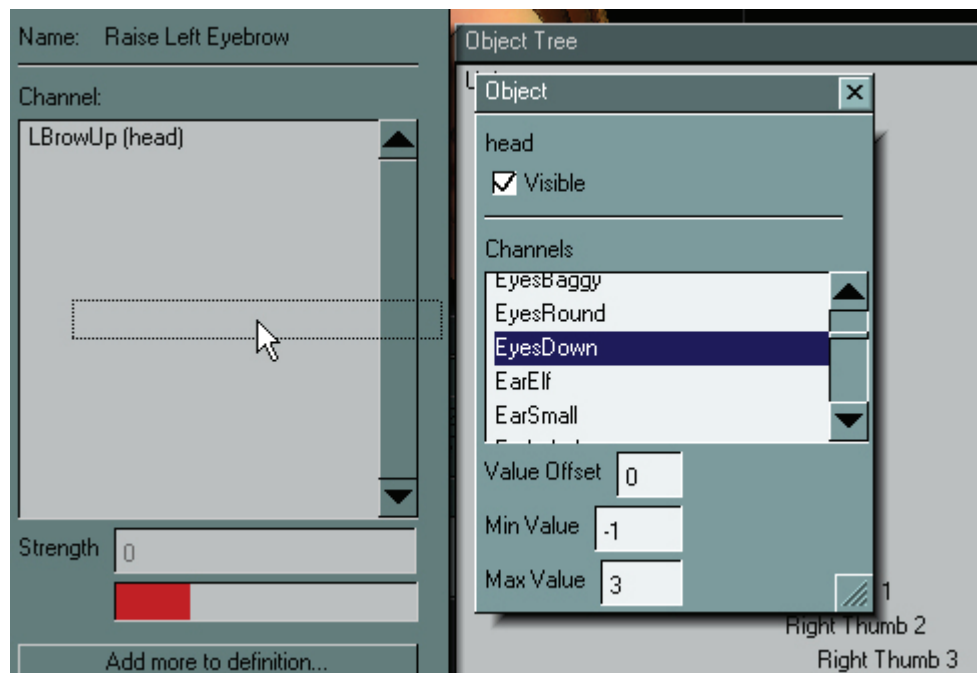 Name: Raise Left Eyebrow
Channel:
LBrowUp (head)
Strength 0
Add more to definition...
Object Tree
Object
head
Visible
Channels
EyesBaggy
EyesRound
EyesDown
EarElf
EarSmall
Value Offset 0
Min Value -1
Max Value 3
1
Right Thumb 2
Right Thumb 3